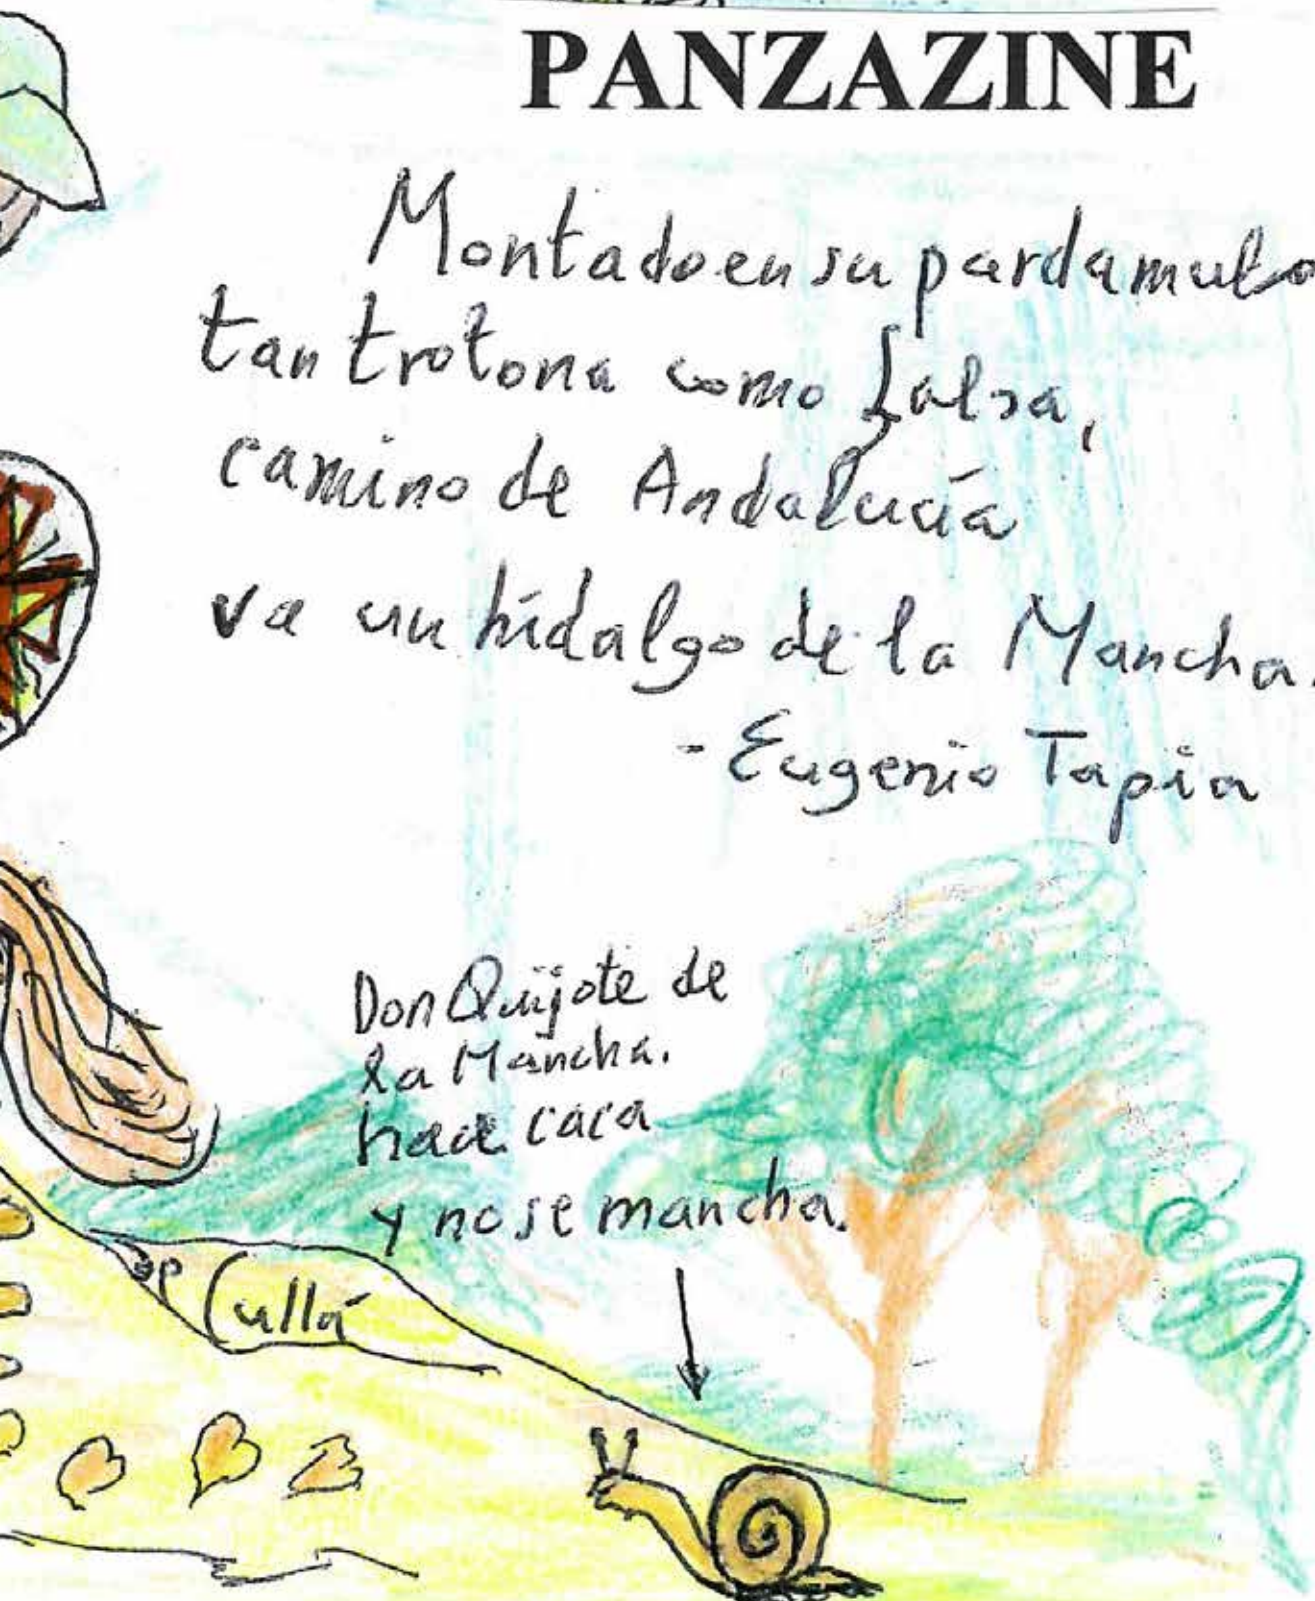 PANZAZINE
Montado en su parda mula
tan trotona como falsa,
camino de Andalucía
va un hidalgo de la Mancha.
- Eugenio Tapia
Don Quijote de
la Mancha.
hace caca
y no se mancha.
Cullá